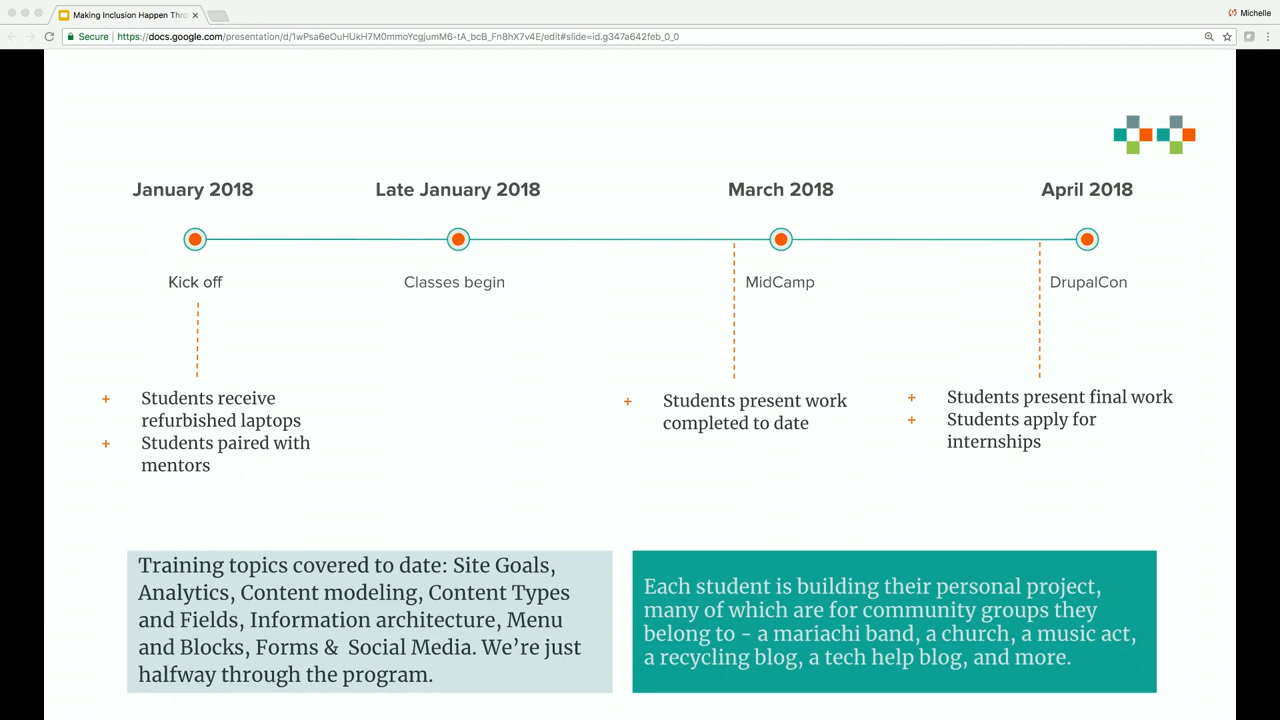 Making Inclusion Happen Thro
Michelle
Secure
https://docs.google.com/presentation/d/1wPsa6eOuHUkH7M0mmoYcgjumM6-tA_bcB_Fn8hX7v4E/edit#slide=id.g347a642feb_0_0
January 2018
Late January 2018
March 2018
April 2018
Kick off
Classes begin
MidCamp
DrupalCon
+ Students receive
refurbished laptops
+ Students paired with
mentors
+ Students present work
completed to date
+ Students present final work
+ Students apply for
internships
Training topics covered to date: Site Goals,
Analytics, Content modeling, Content Types
and Fields, Information architecture, Menu
and Blocks, Forms & Social Media. We’re just
halfway through the program.
Each student is building their personal project,
many of which are for community groups they
belong to - a mariachi band, a church, a music act,
a recycling blog, a tech help blog, and more.